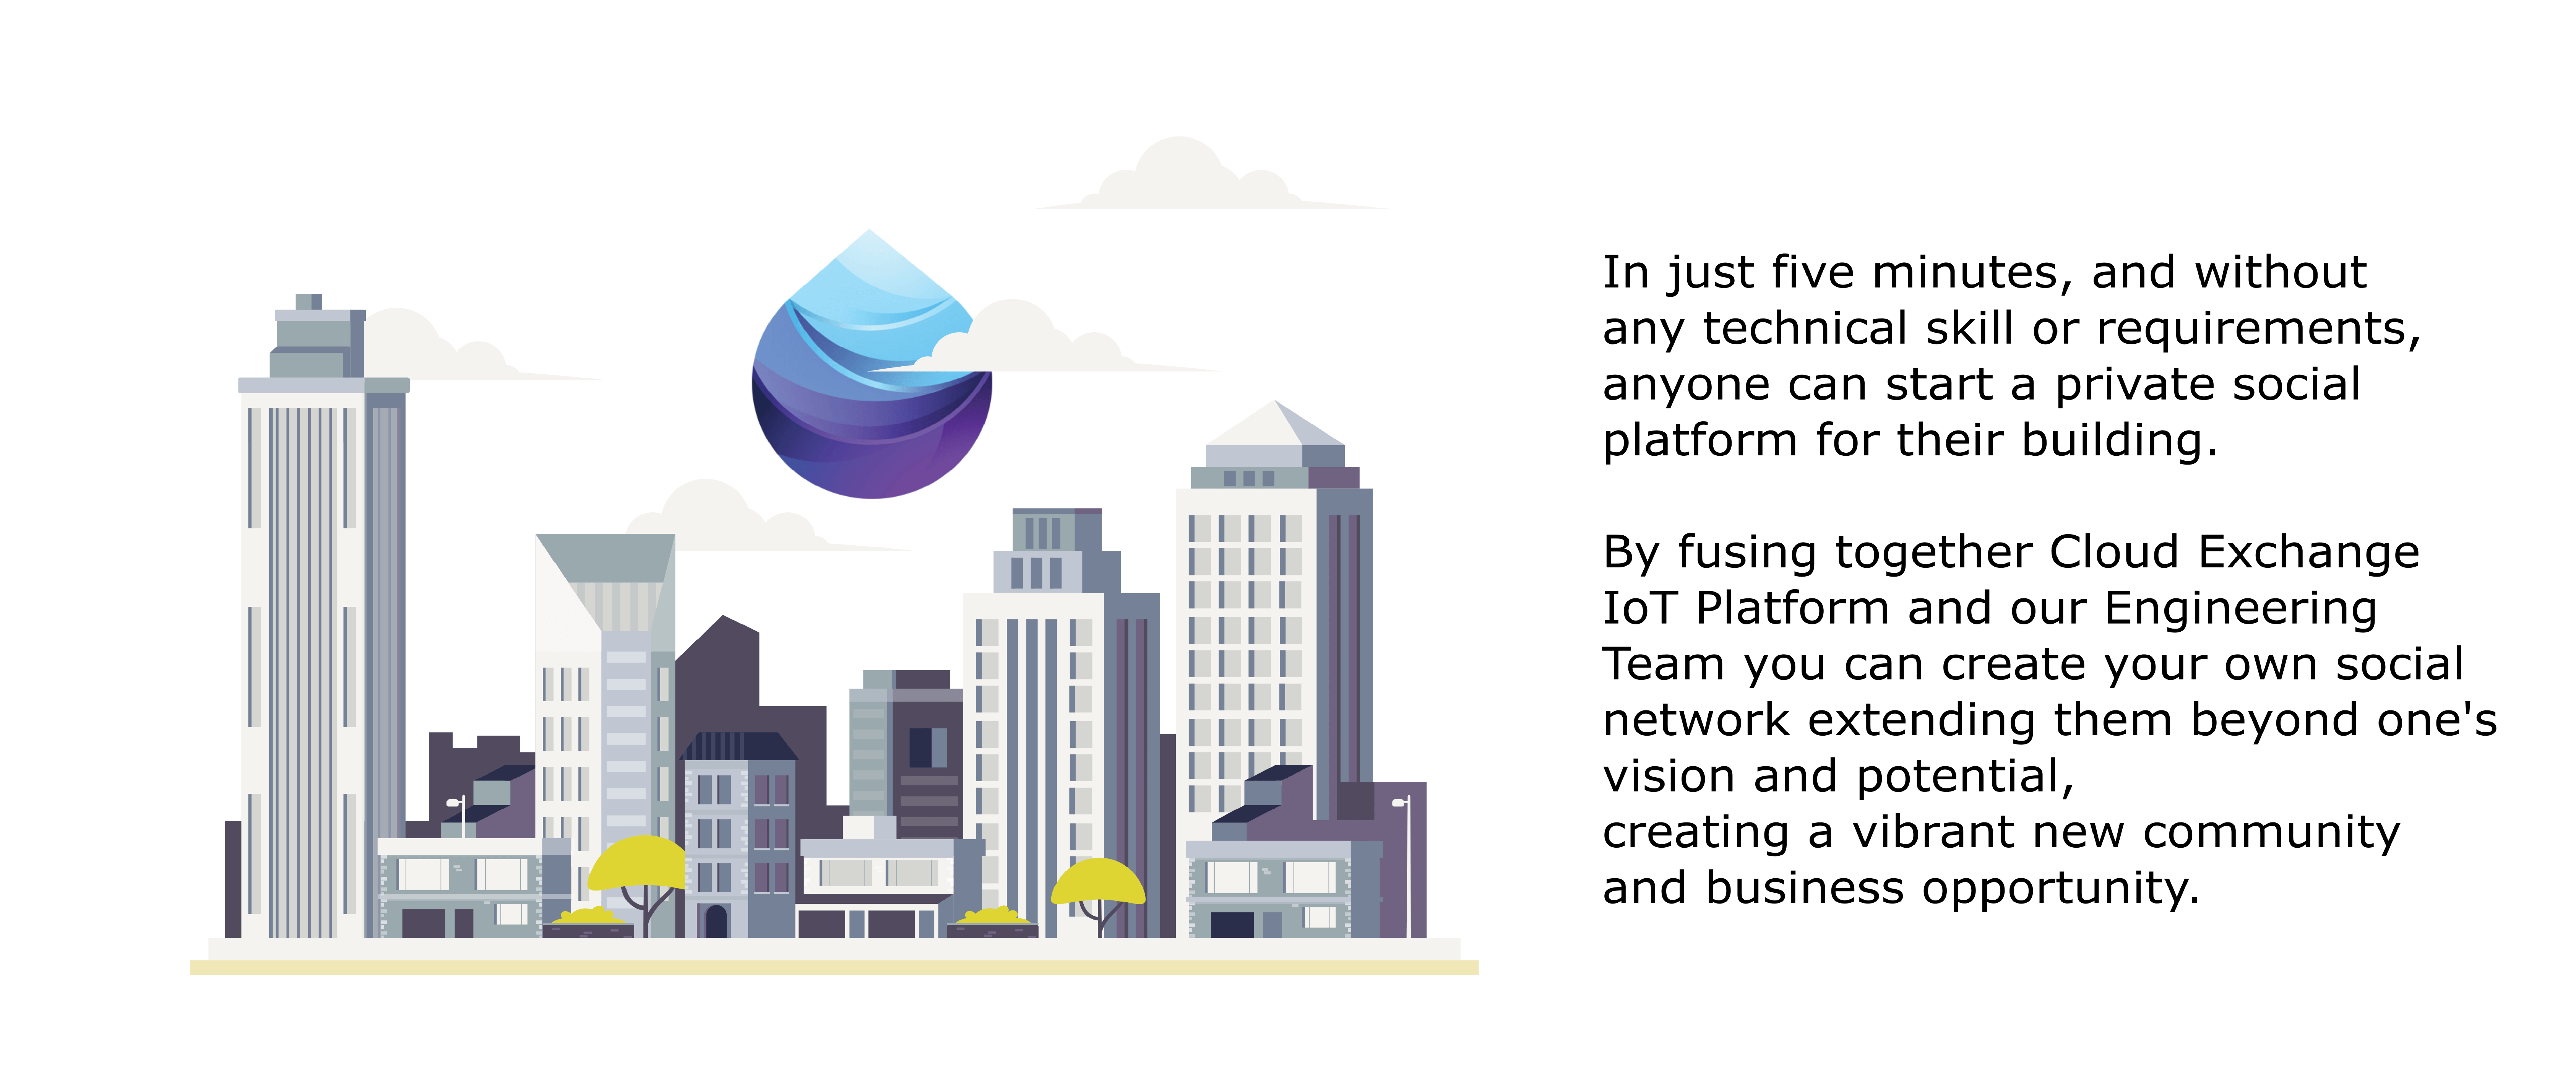 In just five minutes, and without
any technical skill or requirements,
anyone can start a private social
platform for their building.
By fusing together Cloud Exchange
IoT Platform and our Engineering
Team you can create your own social
network extending them beyond one's
vision and potential,
creating a vibrant new community
and business opportunity.